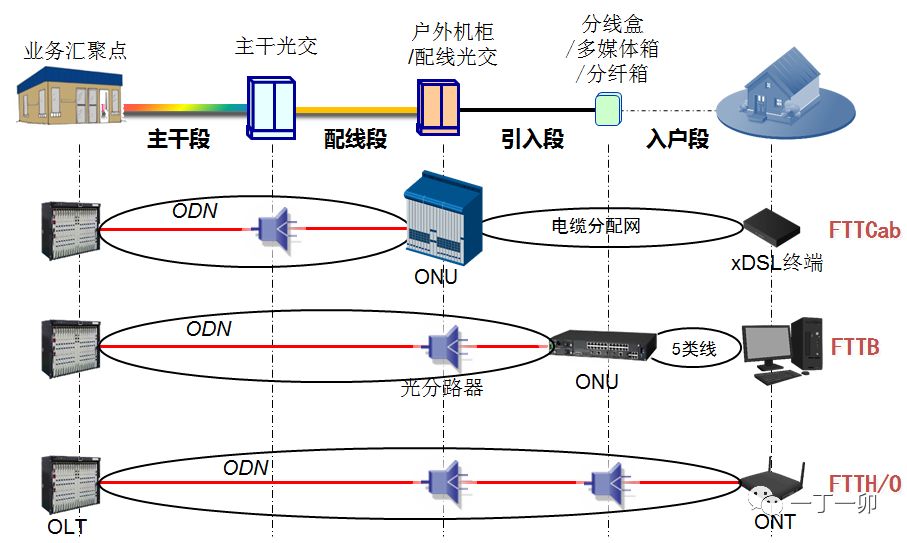 业务汇聚点
主干光交
户外机柜
/配线光交
分线盒
/多媒体箱
/分纤箱
主干段
配线段
引入段
入户段
ODN
电缆分配网
FTTCab
ONU
xDSL终端
ODN
5类线
FTTB
光分路器
ONU
ODN
FTTH/O
OLT
ONT
一丁一卯